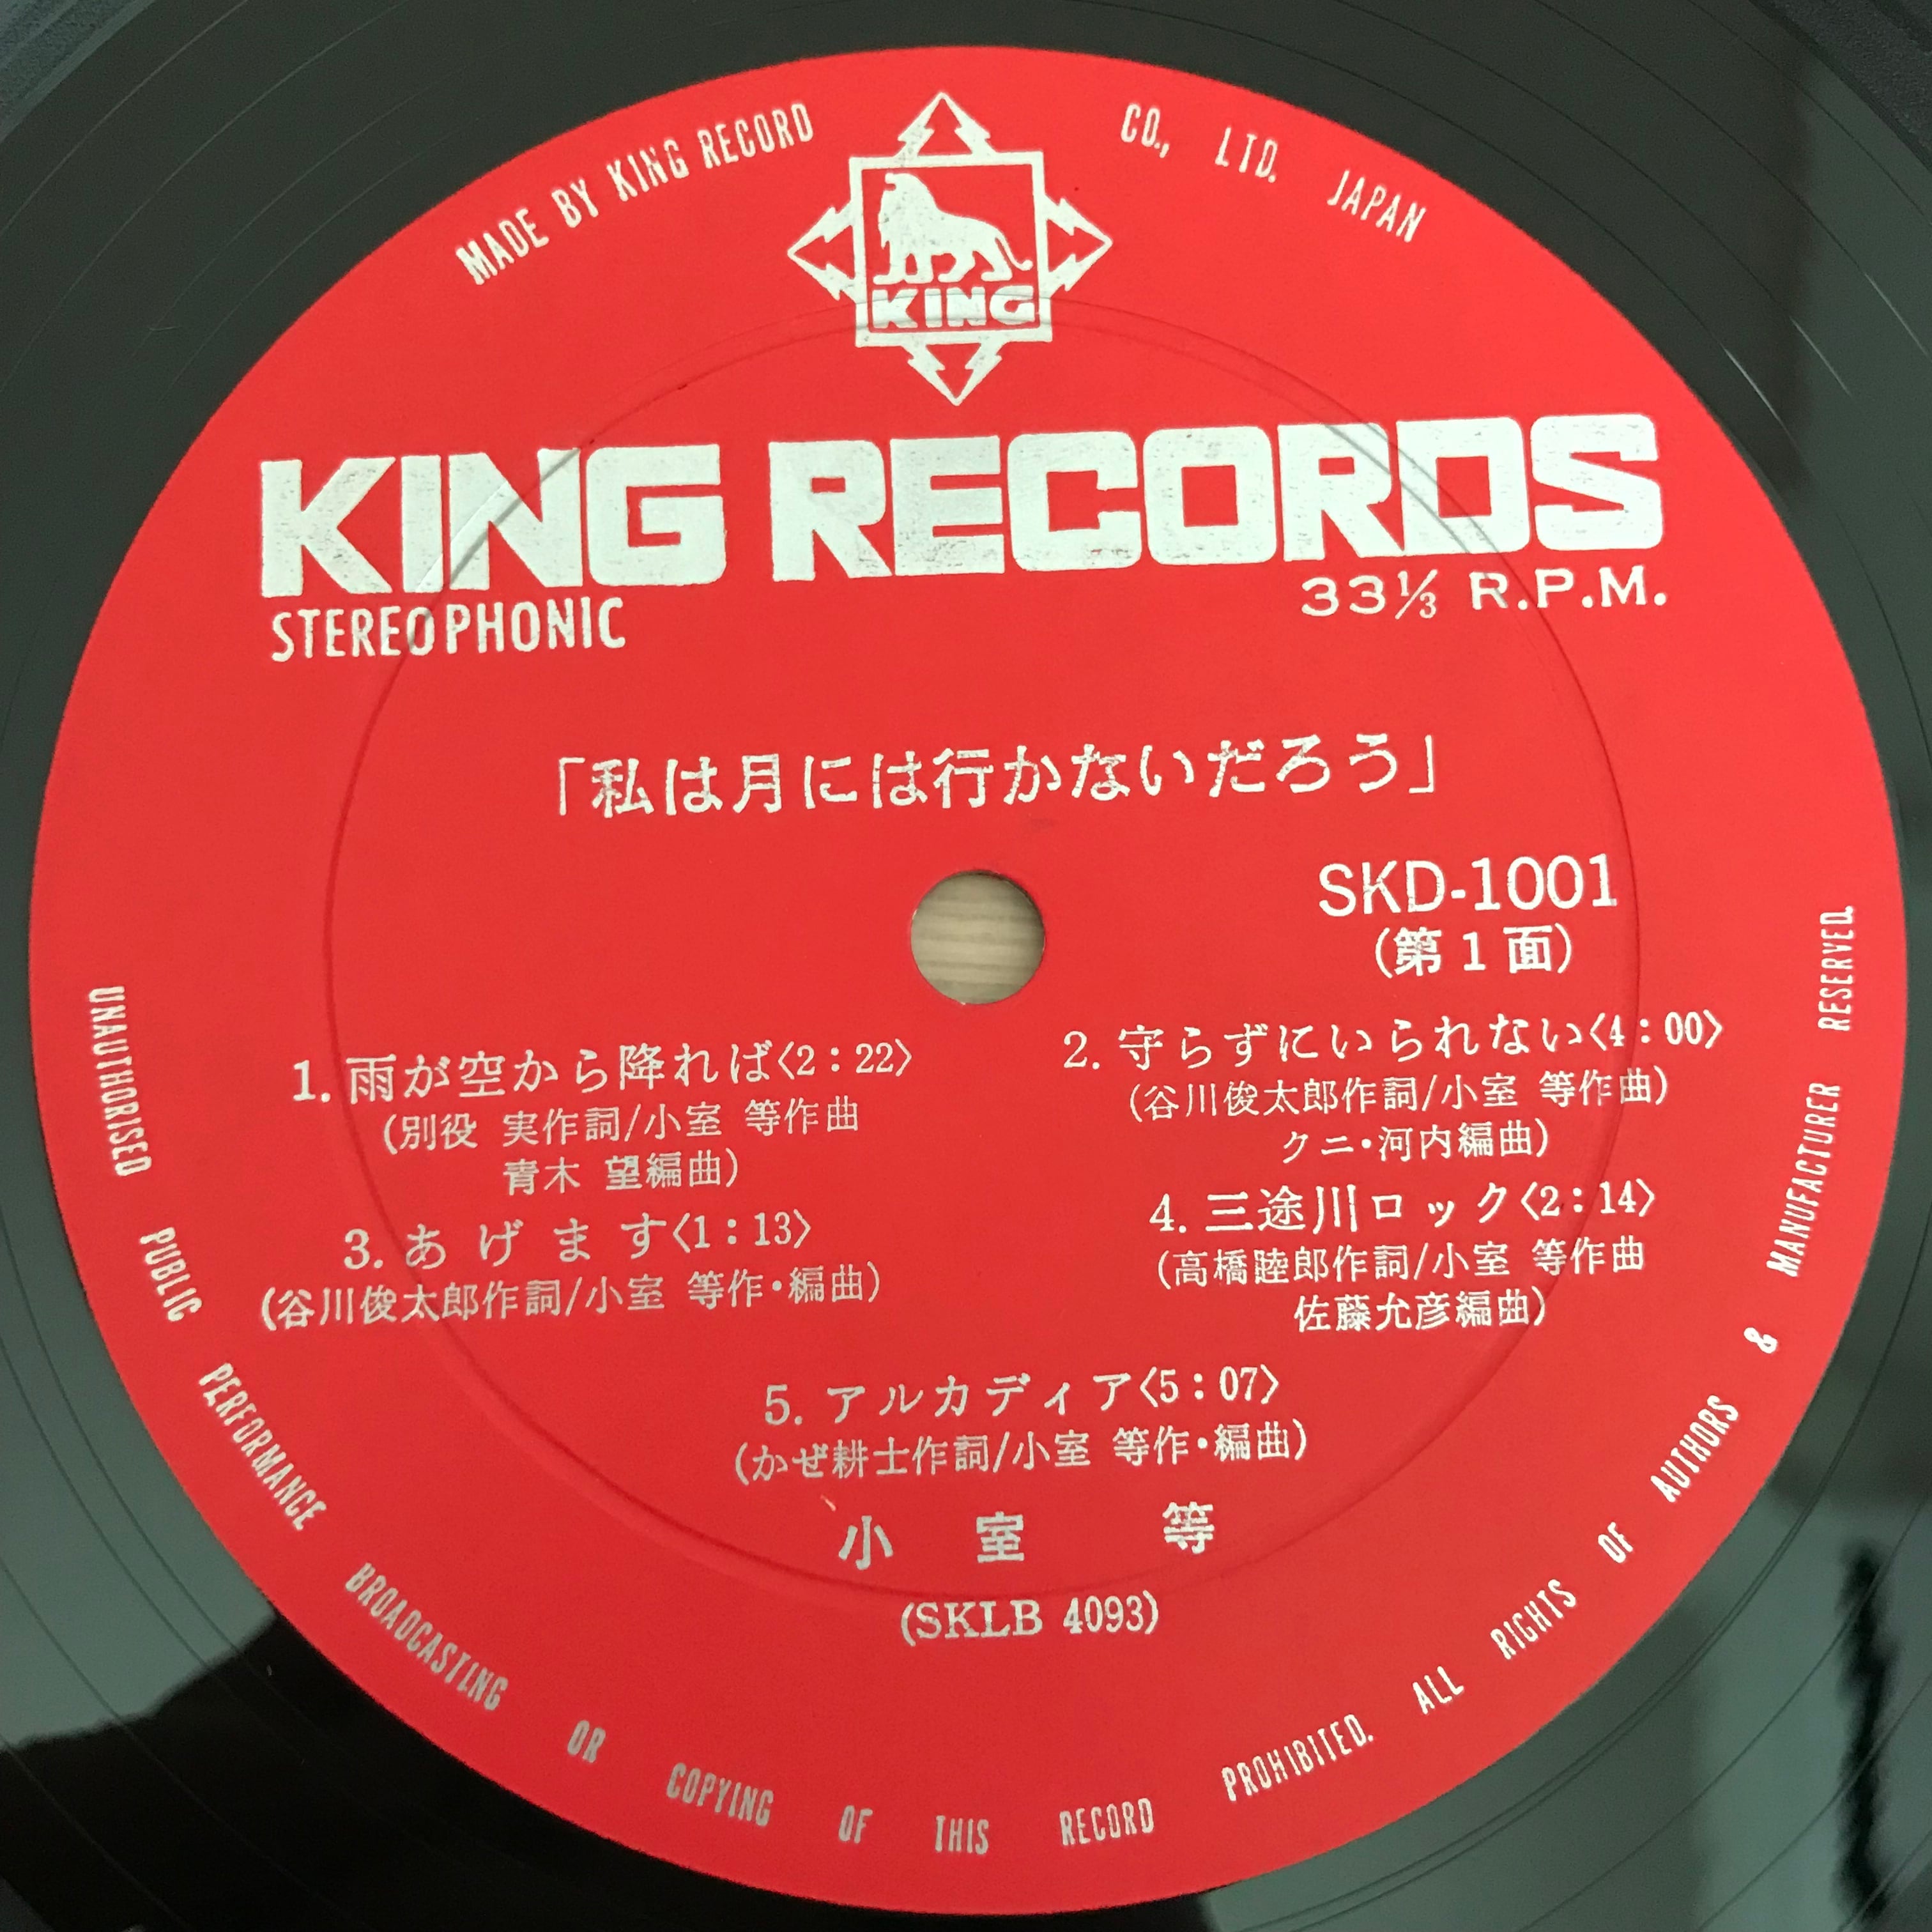 MADE BY KING RECORD CO., LTD. JAPAN
KING
KING RECORDS
STEREOPHONIC
33⅓ R.P.M.
「私は月には行かないだろう」
SKD-1001
(第1面)
1. 雨が空から降れば〈2：22〉
(別役 実作詞/小室 等作曲
青木 望編曲)
2. 守らずにいられない〈4：00〉
(谷川俊太郎作詞/小室 等作曲)
クニ・河内編曲)
3. あげます〈1：13〉
(谷川俊太郎作詞/小室 等作・編曲)
4. 三途川ロック〈2：14〉
(高橋睦郎作詞/小室 等作曲
佐藤允彦編曲)
5. アルカディア〈5：07〉
(かぜ耕士作詞/小室 等作・編曲)
小室 等
(SKLB 4093)
UNAUTHORISED PUBLIC PERFORMANCE BROADCASTING OR COPYING OF THIS RECORD PROHIBITED. ALL RIGHTS OF AUTHORS & MANUFACTURER RESERVED.